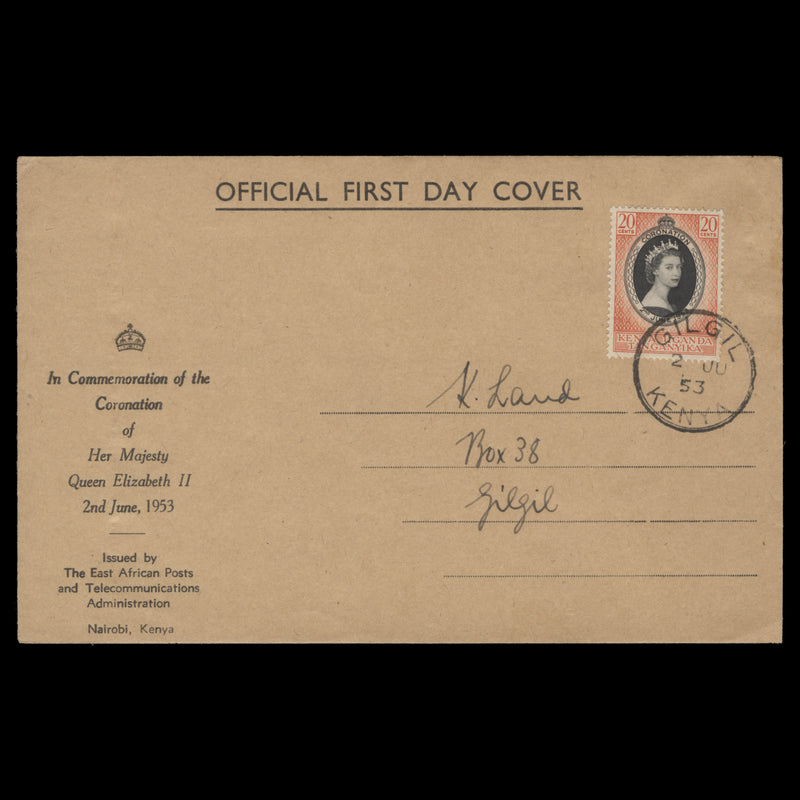 OFFICIAL FIRST DAY COVER
20 CENTS 20 CENTS
CORONATION
2ND JUNE
KENYA UGANDA
TANGANYIKA
GILGIL
2 JU
53
KENYA
In Commemoration of the
Coronation
of
Her Majesty
Queen Elizabeth II
2nd June, 1953
K. Land
Box 38
Gilgil
Issued by
The East African Posts
and Telecommunications
Administration
Nairobi, Kenya